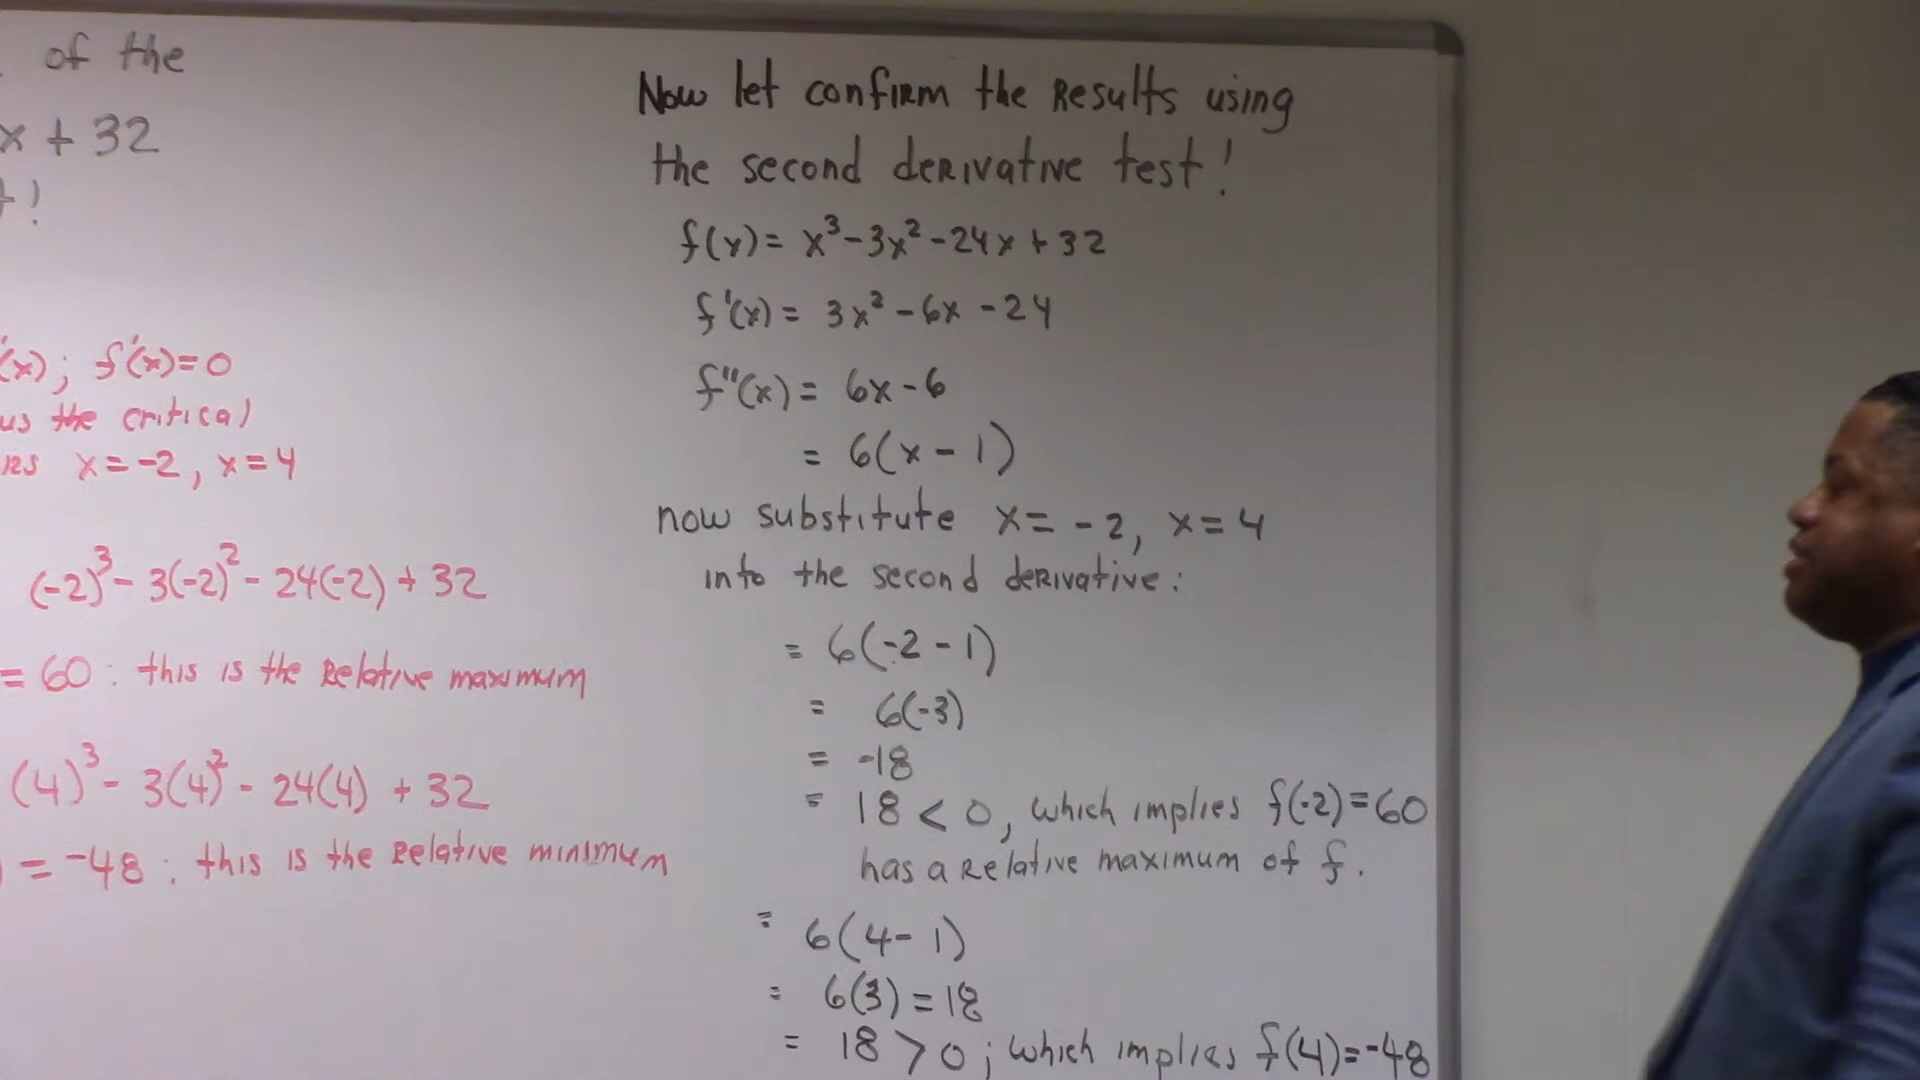 of the
x + 32
!
(x); f'(x)=0
us the critical
x=-2, x=4
(-2)³ - 3(-2)² - 24(-2) + 32
= 60 : this is the Relative maximum
(4)³ - 3(4)² - 24(4) + 32
= -48 : this is the Relative minimum
Now let confirm the Results using
the second derivative test!
f(x) = x³ - 3x² - 24x + 32
f'(x) = 3x² - 6x - 24
f"(x) = 6x - 6
= 6(x - 1)
now substitute x = -2, x = 4
into the second derivative:
= 6(-2 - 1)
= 6(-3)
= -18
= 18 < 0, which implies f(-2)=60
has a Relative maximum of f.
= 6(4 - 1)
= 6(3) = 18
= 18 > 0; which implies f(4)=-48